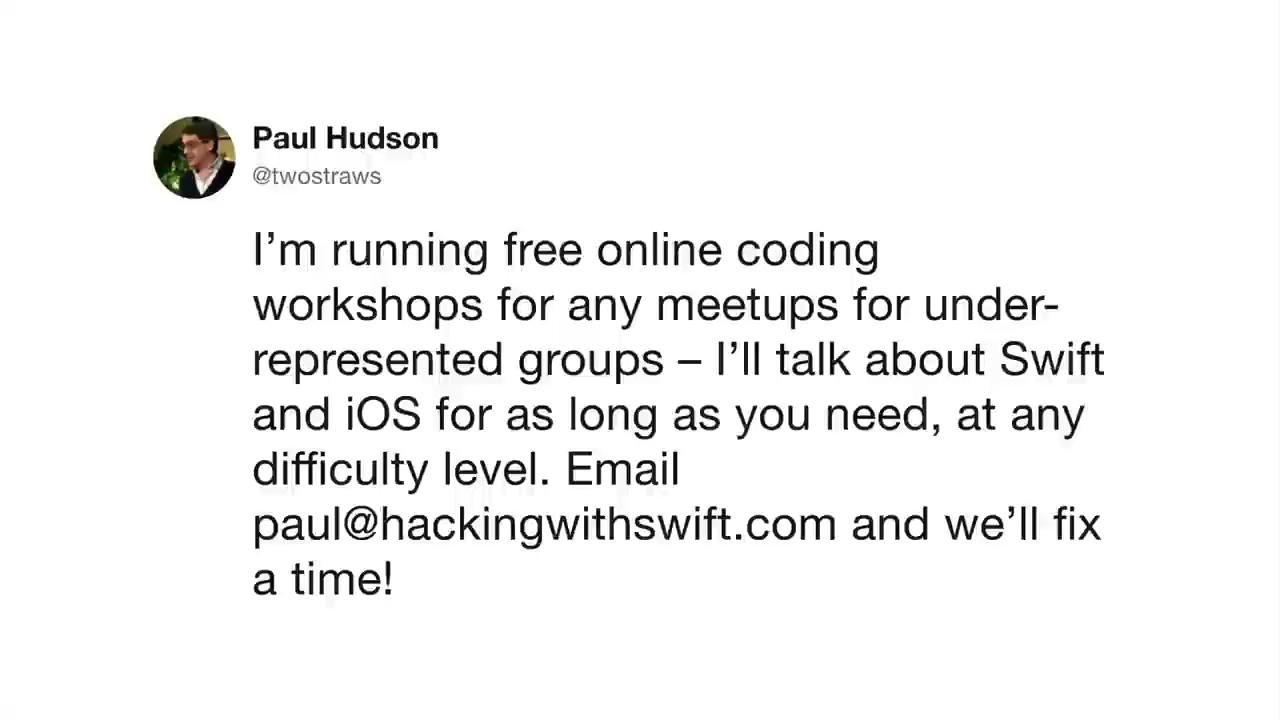 Paul Hudson
@twostraws
I’m running free online coding
workshops for any meetups for under-
represented groups – I’ll talk about Swift
and iOS for as long as you need, at any
difficulty level. Email
paul@hackingwithswift.com and we’ll fix
a time!